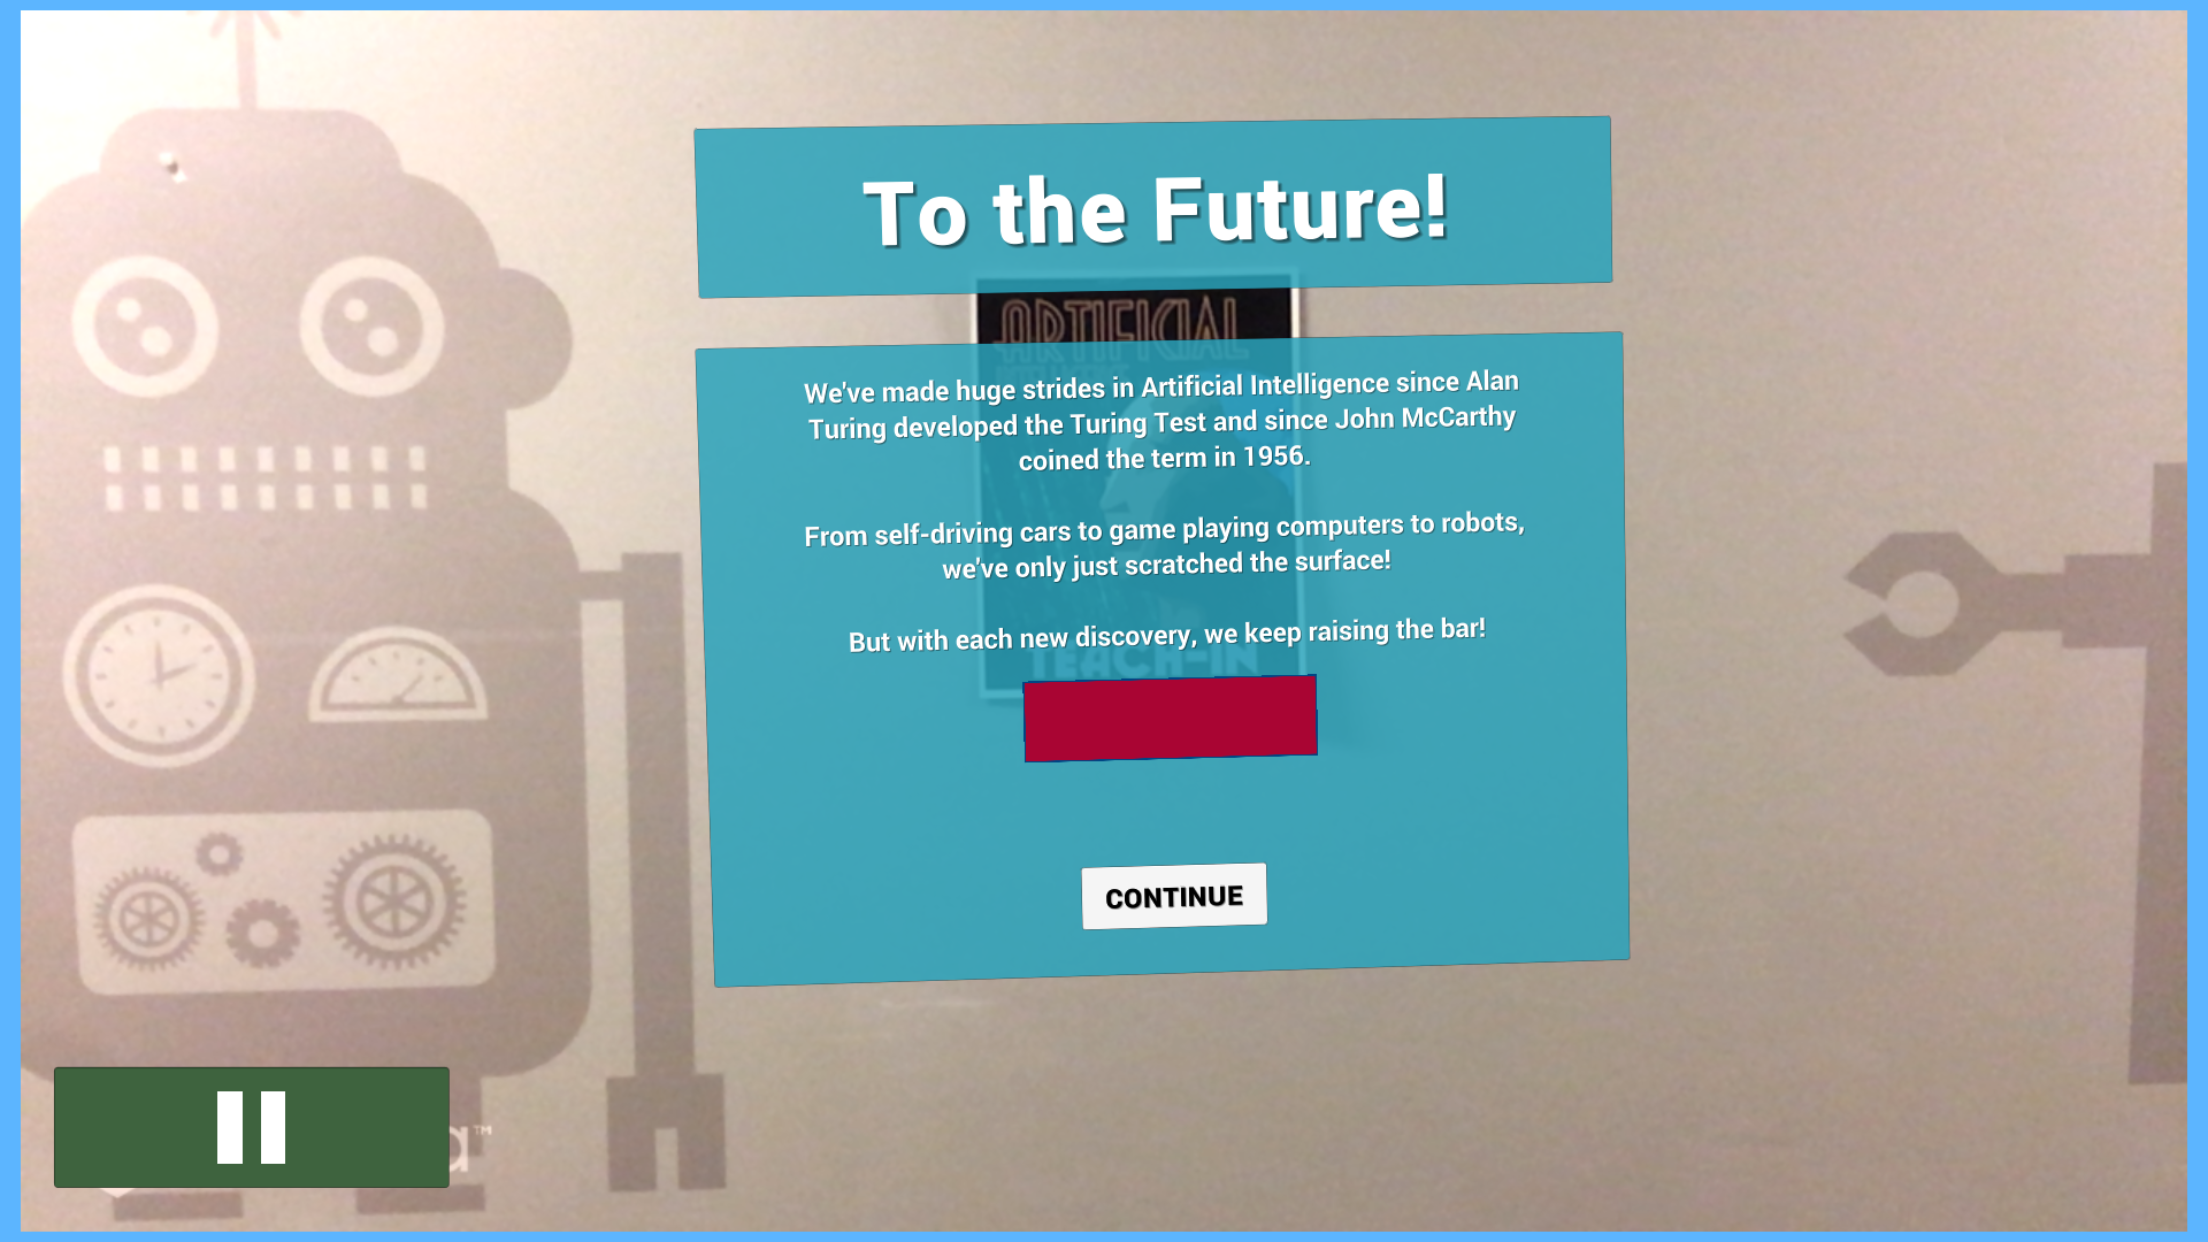 To the Future!
ARTIFICIAL
INTELLIGENCE
We've made huge strides in Artificial Intelligence since Alan
Turing developed the Turing Test and since John McCarthy
coined the term in 1956.
From self-driving cars to game playing computers to robots,
we've only just scratched the surface!
But with each new discovery, we keep raising the bar!
TEACH-IN
CONTINUE
a™